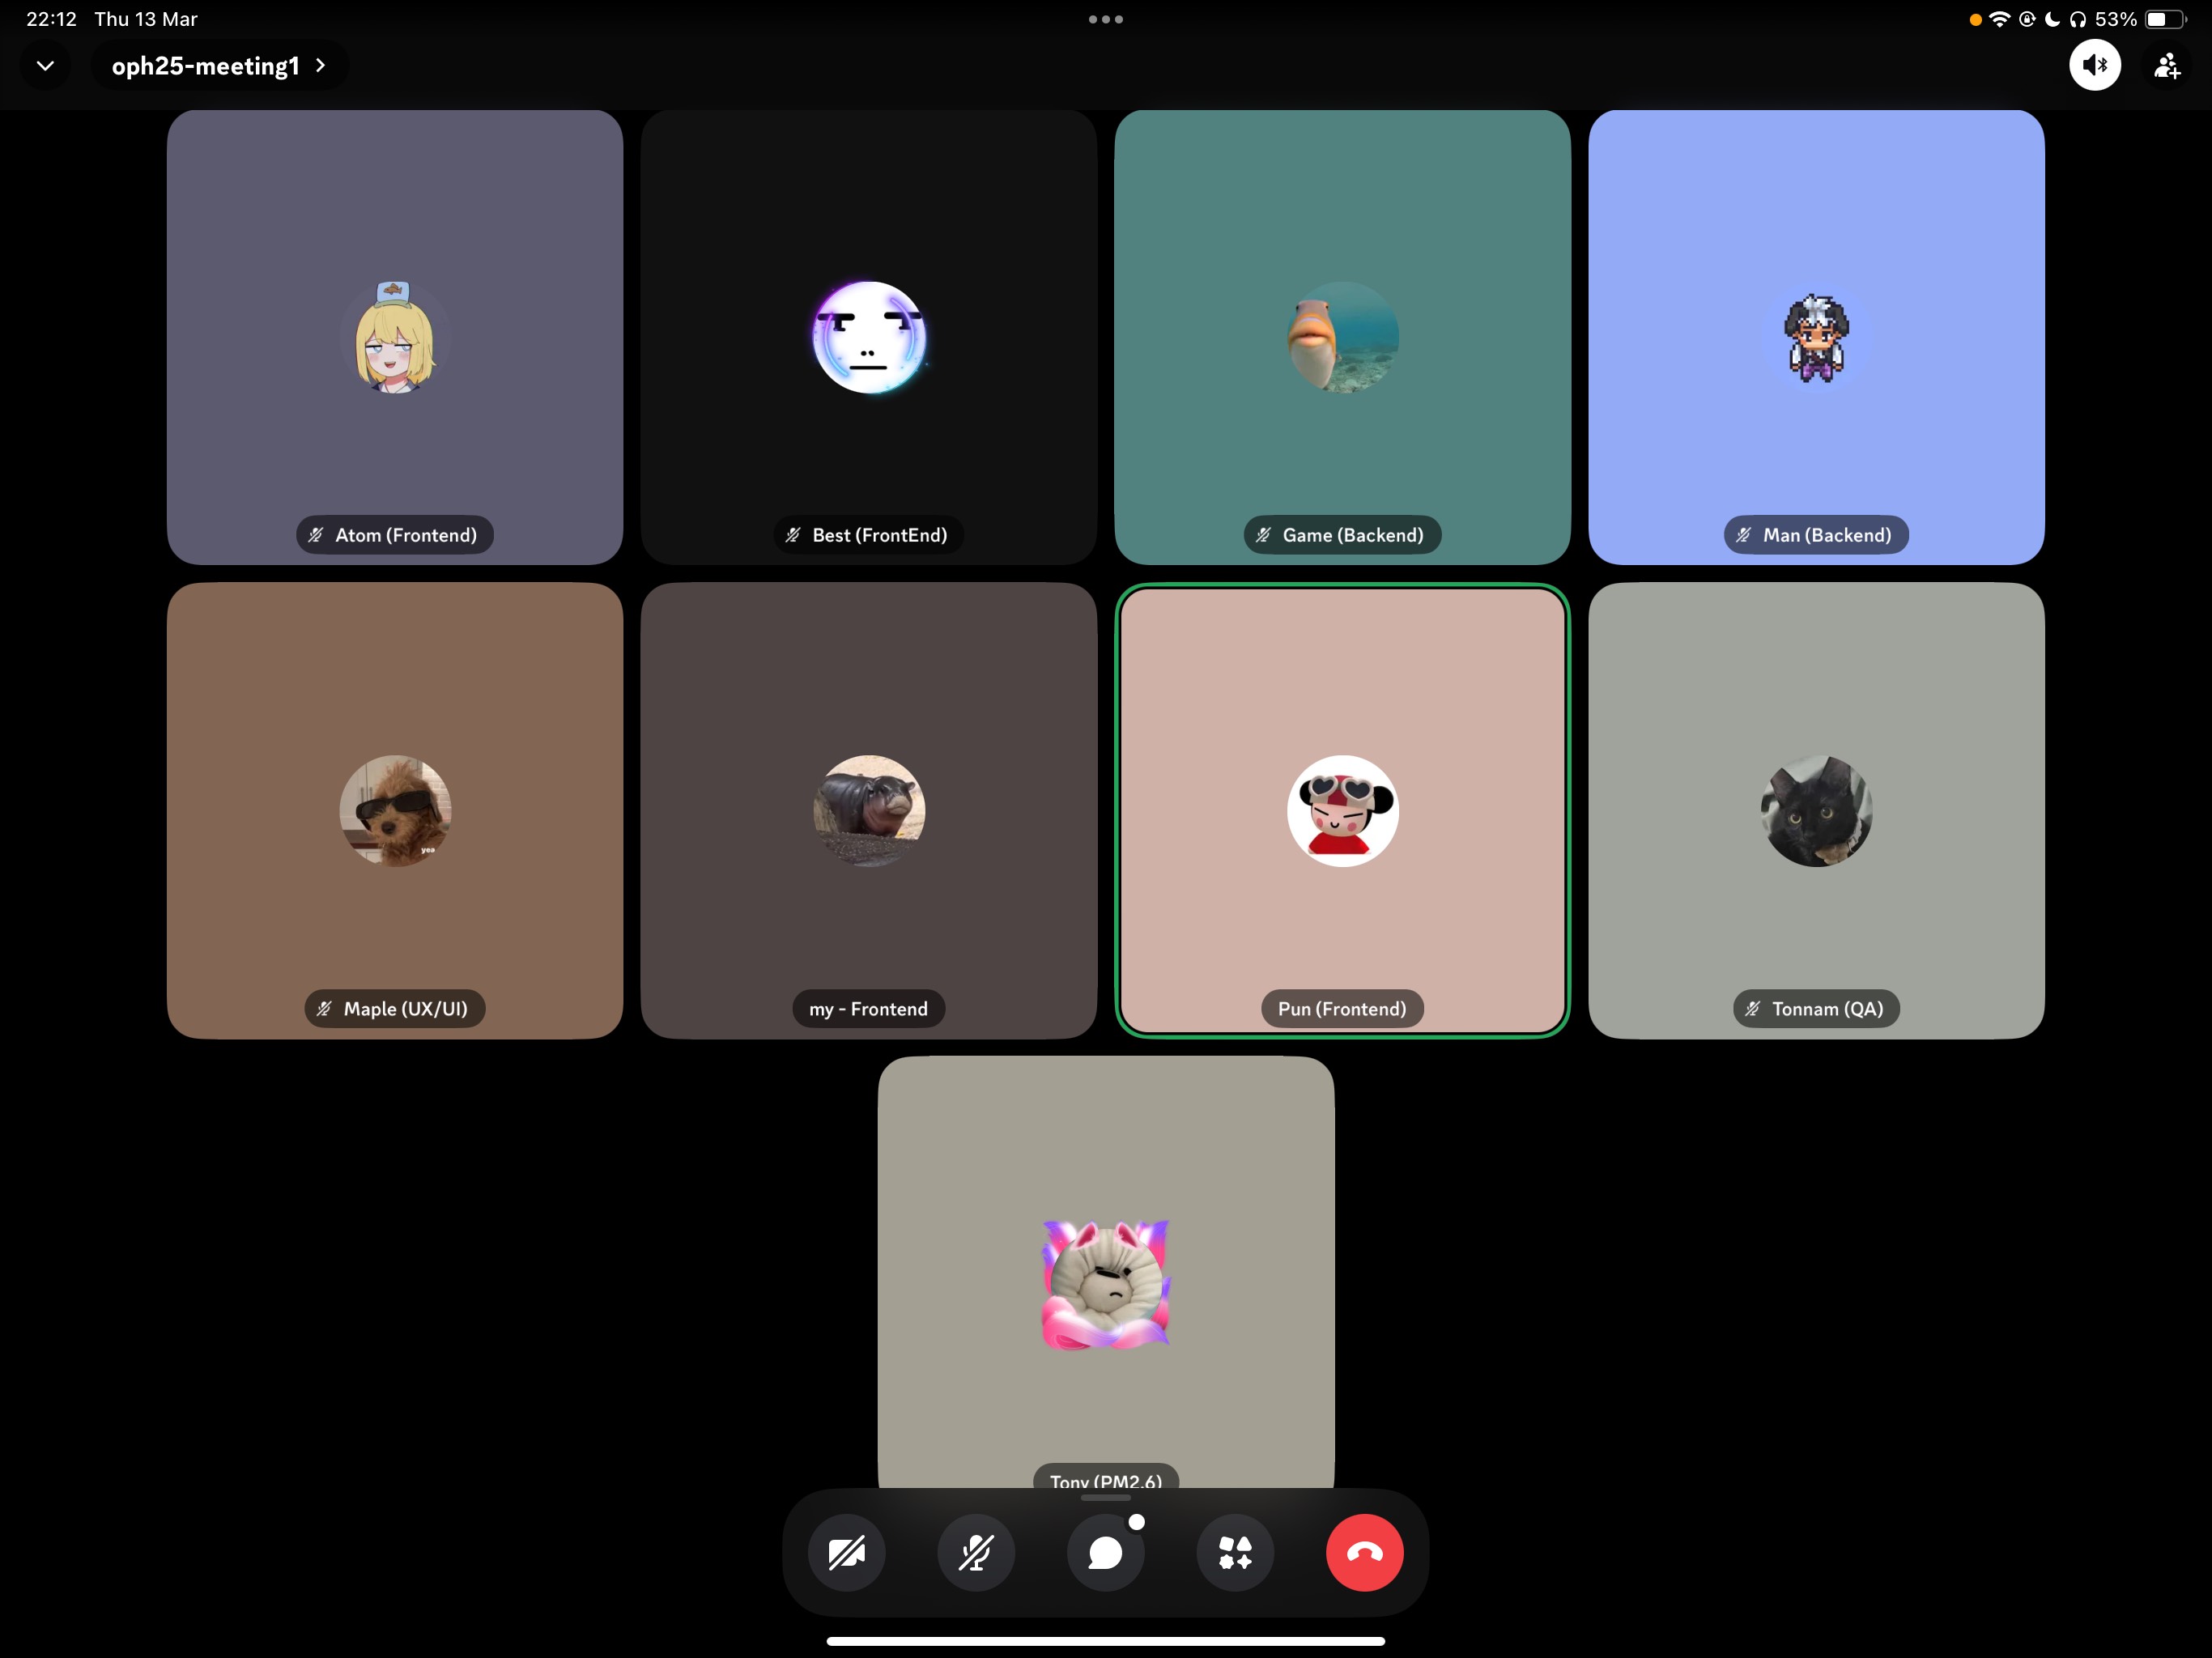 22:12 Thu 13 Mar
53%
oph25-meeting1
Atom (Frontend)
Best (FrontEnd)
Game (Backend)
Man (Backend)
yea
Maple (UX/UI)
my - Frontend
Pun (Frontend)
Tonnam (QA)
Tony (PM2.6)